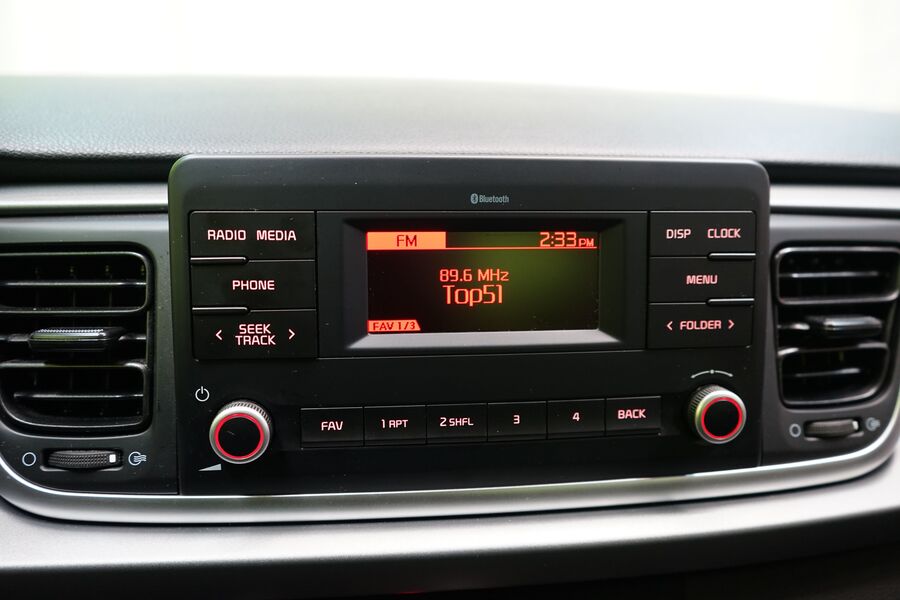 Bluetooth
RADIO MEDIA
FM 2:33PM
DISP CLOCK
PHONE
89.6 MHz
Top51
MENU
< SEEK TRACK >
FAV 1/3
< FOLDER >
FAV
1 RPT
2 SHFL
3
4
BACK